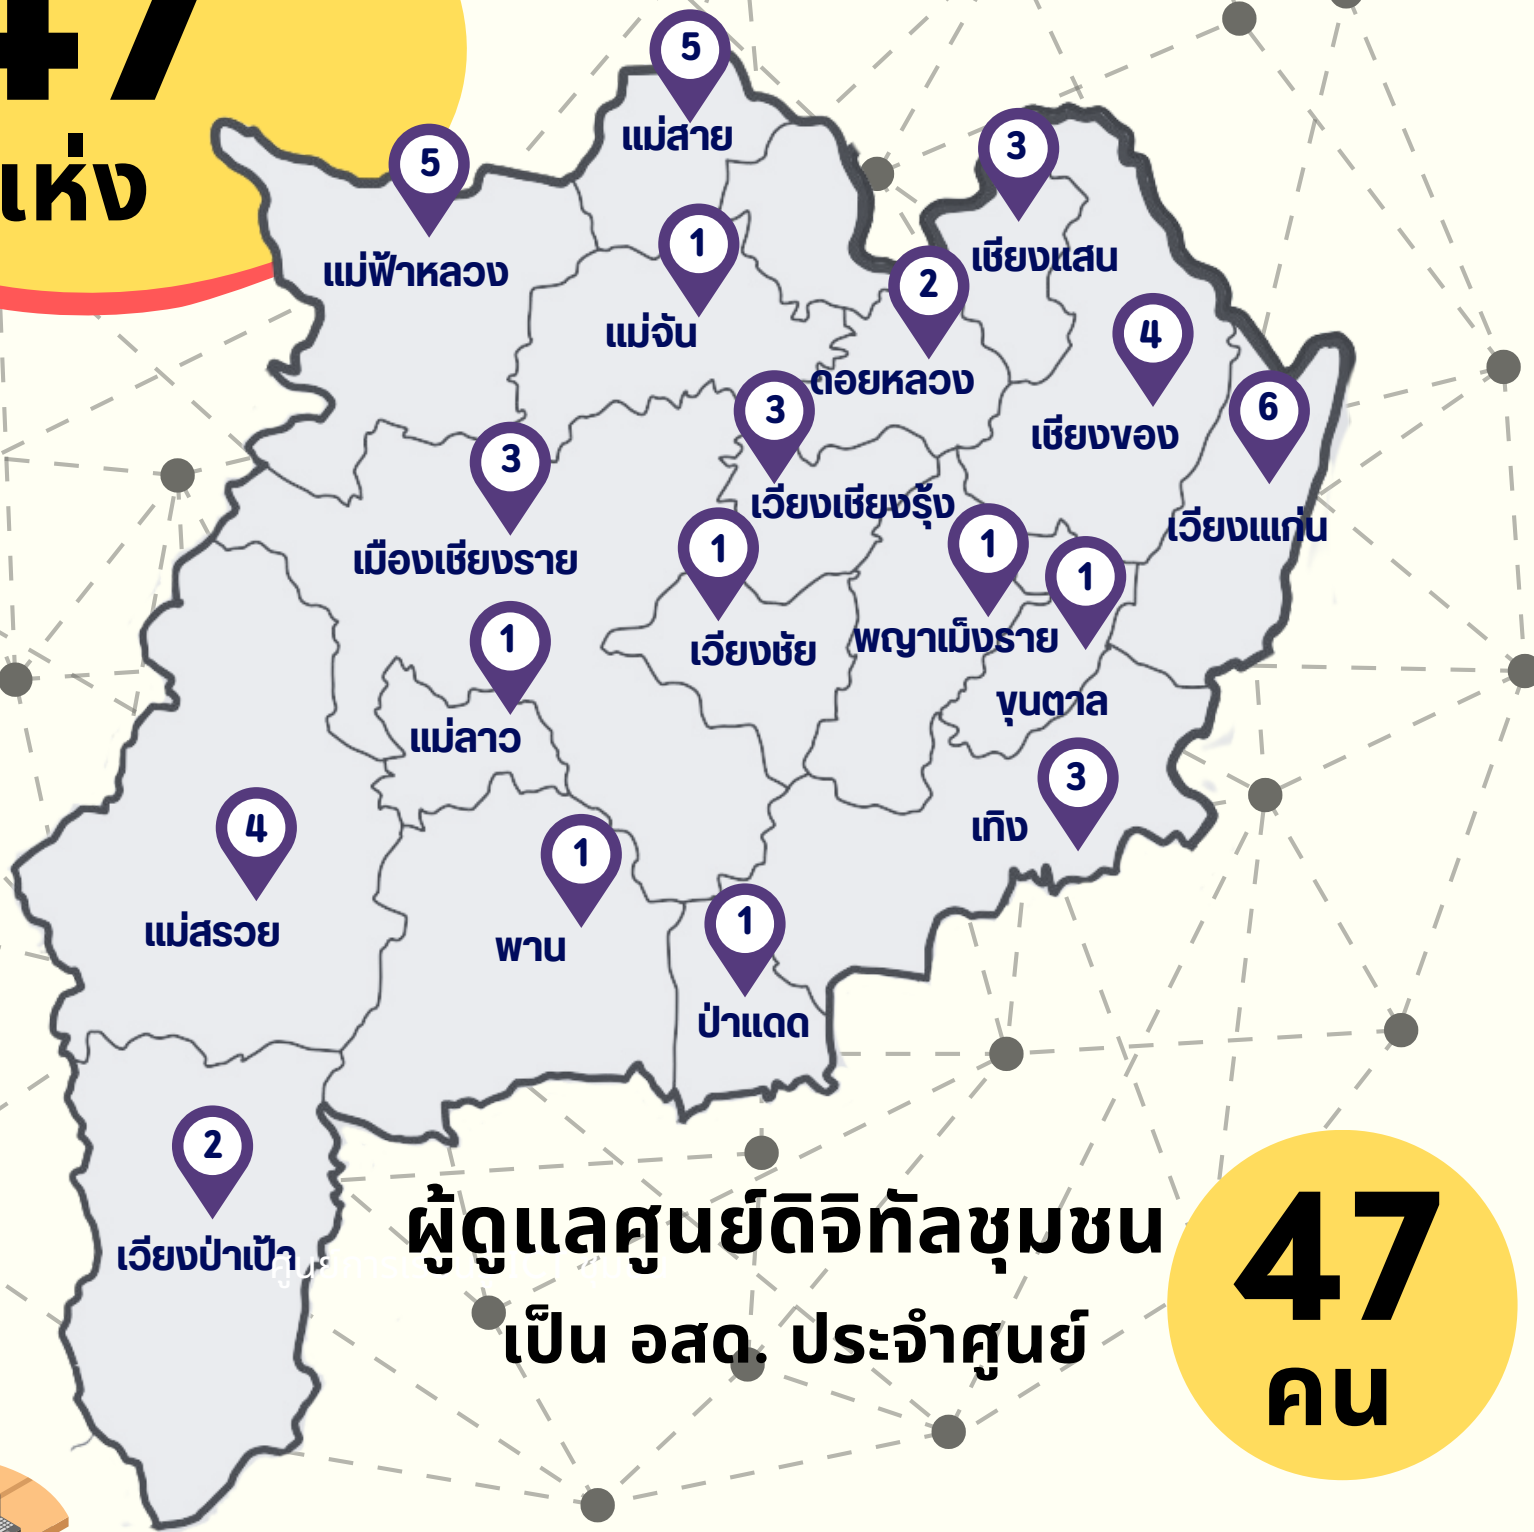 47
แห่ง
5
แม่สาย
5
แม่ฟ้าหลวง
3
เชียงแสน
1
แม่จัน
2
ดอยหลวง
4
เชียงของ
6
เวียงแก่น
3
เวียงเชียงรุ้ง
3
เมืองเชียงราย
1
เวียงชัย
1
พญาเม็งราย
1
ขุนตาล
1
แม่ลาว
3
เทิง
4
แม่สรวย
1
พาน
1
ป่าแดด
2
เวียงป่าเป้า
ผู้ดูแลศูนย์ดิจิทัลชุมชน
เป็น อสด. ประจำศูนย์
47
คน